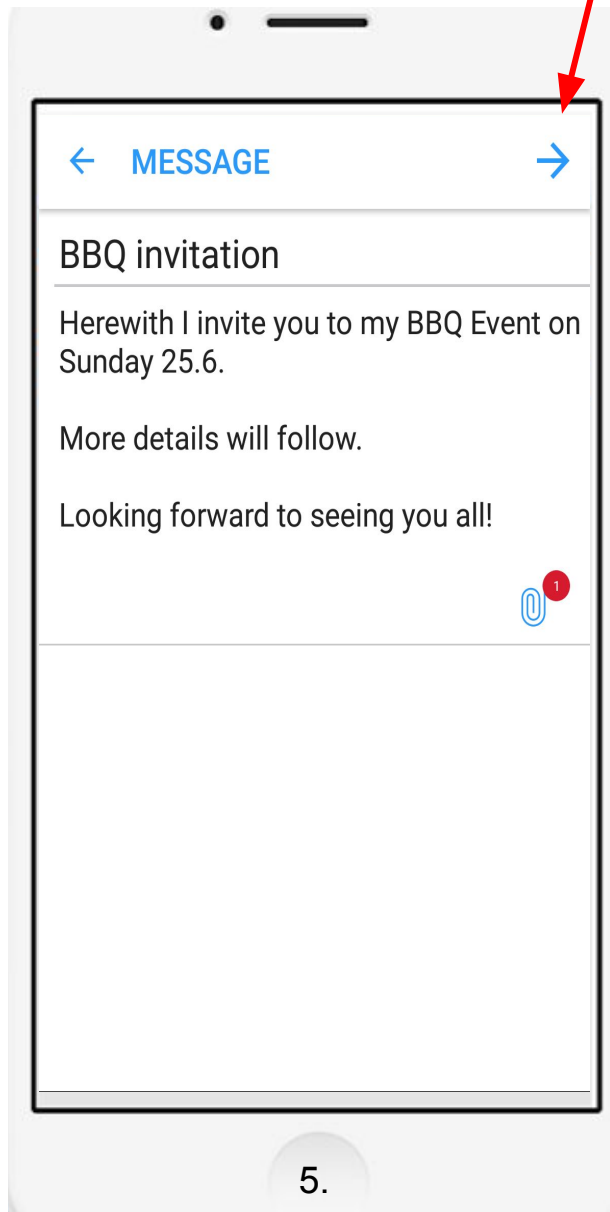 MESSAGE
BBQ invitation
Herewith I invite you to my BBQ Event on
Sunday 25.6.
More details will follow.
Looking forward to seeing you all!
1
5.